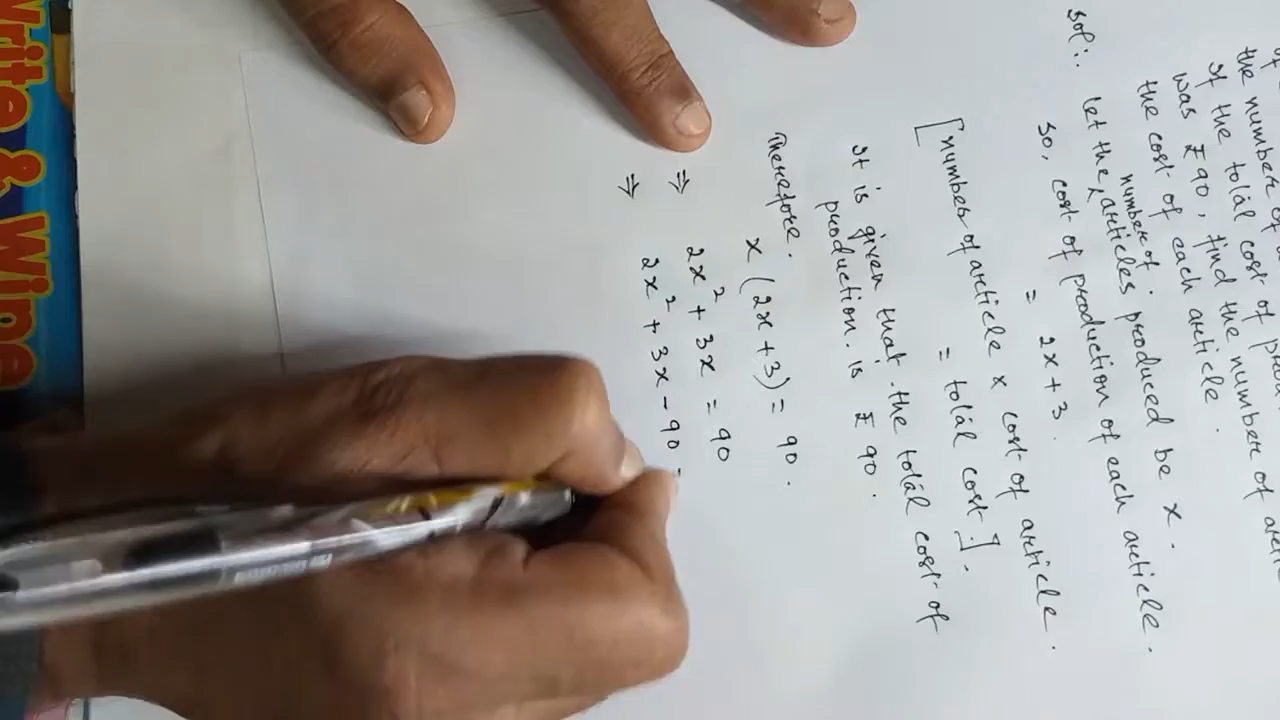 the number of
of the total cost of
was ₹ 90, find the number of
the cost of each article.
Sol:. Let the number of articles produced be x.
So, cost of production of each article
= 2x + 3.
[number of article x cost of article
= total cost].
It is given that the total cost of
production is ₹ 90.
Therefore.
x (2x+3) = 90.
⇒ 2x² + 3x = 90
⇒ 2x² + 3x - 90 =
Write & Wipe